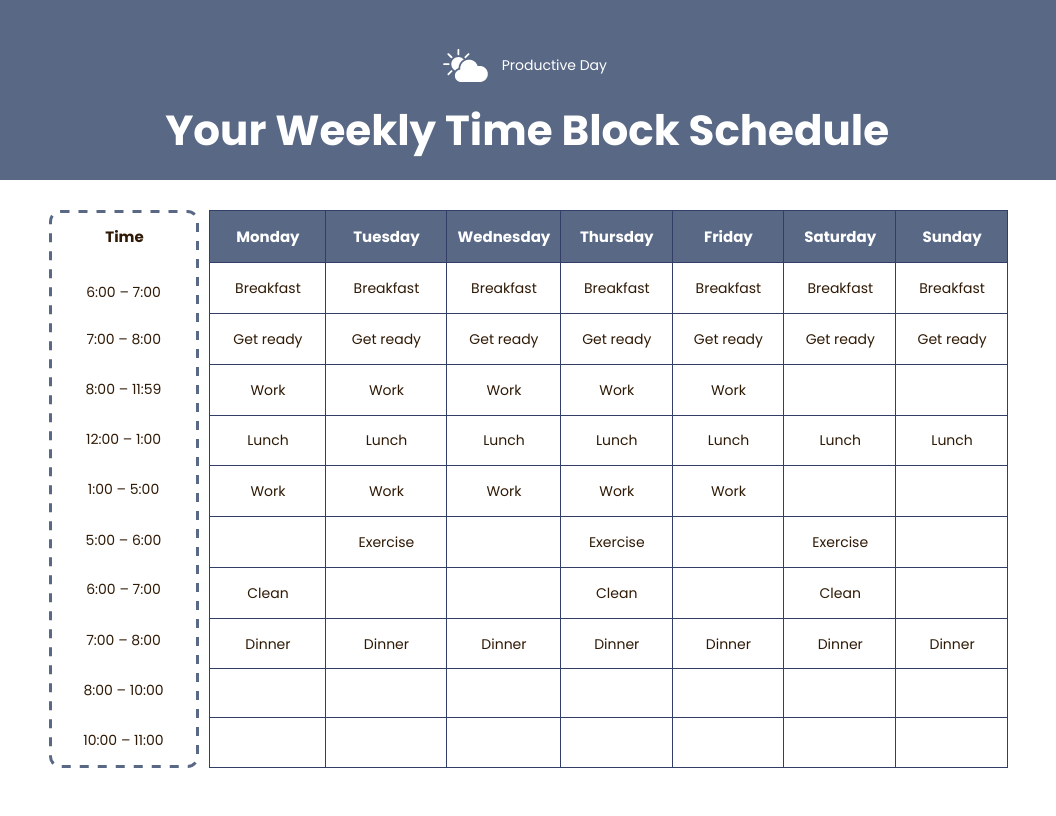 Productive Day
Your Weekly Time Block Schedule
Time Monday Tuesday Wednesday Thursday Friday Saturday Sunday
6:00 – 7:00 Breakfast Breakfast Breakfast Breakfast Breakfast Breakfast Breakfast
7:00 – 8:00 Get ready Get ready Get ready Get ready Get ready Get ready Get ready
8:00 – 11:59 Work Work Work Work Work
12:00 – 1:00 Lunch Lunch Lunch Lunch Lunch Lunch Lunch
1:00 – 5:00 Work Work Work Work Work
5:00 – 6:00 Exercise Exercise Exercise
6:00 – 7:00 Clean Clean Clean
7:00 – 8:00 Dinner Dinner Dinner Dinner Dinner Dinner Dinner
8:00 – 10:00
10:00 – 11:00